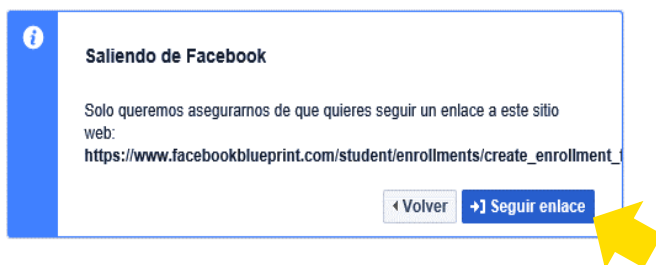 Saliendo de Facebook
Solo queremos asegurarnos de que quieres seguir un enlace a este sitio
web:
https://www.facebookblueprint.com/student/enrollments/create_enrollment_
Volver
Seguir enlace